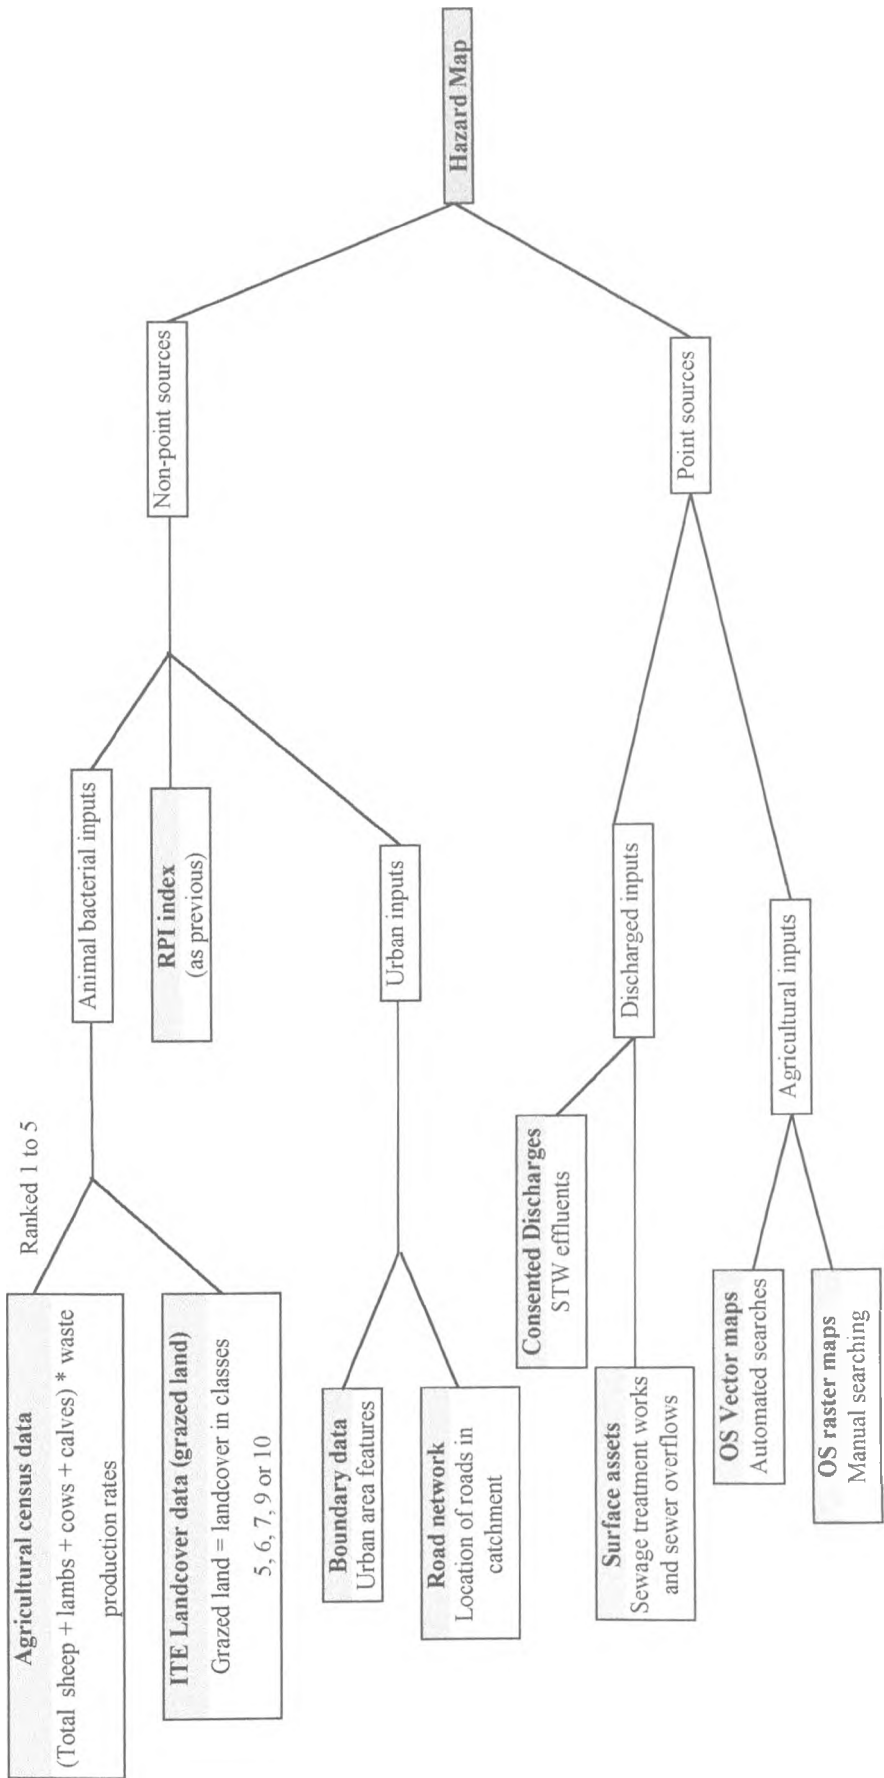 Agricultural census data
(Total sheep + lambs + cows + calves) * waste
production rates
Ranked 1 to 5
ITE Landcover data (grazed land)
Grazed land = landcover in classes
5, 6, 7, 9 or 10
Animal bacterial inputs
RPI index
(as previous)
Non-point sources
Boundary data
Urban area features
Road network
Location of roads in
catchment
Urban inputs
Hazard Map
Consented Discharges
STW effluents
Surface assets
Sewage treatment works
and sewer overflows
Discharged inputs
Point sources
OS Vector maps
Automated searches
OS raster maps
Manual searching
Agricultural inputs